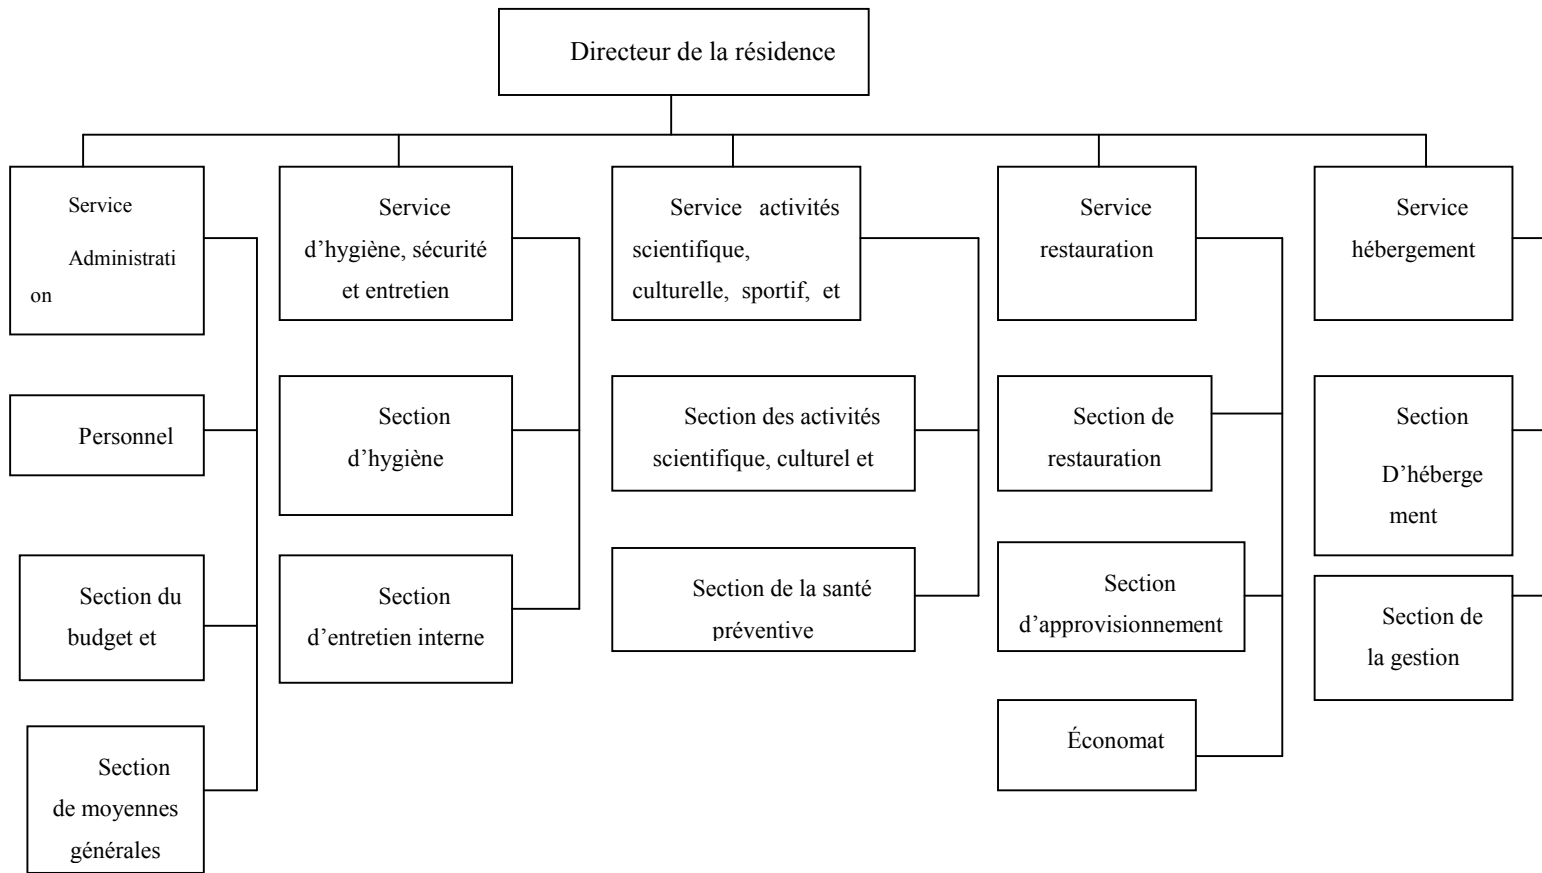 Directeur de la résidence
Service
Administrati
on
Service
d’hygiène, sécurité
et entretien
Service activités
scientifique,
culturelle, sportif, et
Service
restauration
Service
hébergement
Personnel
Section
d’hygiène
Section des activités
scientifique, culturel et
Section de
restauration
Section
D’héberge
ment
Section du
budget et
Section
d’entretien interne
Section de la santé
préventive
Section
d’approvisionnement
Section de
la gestion
Section
de moyennes
générales
Économat